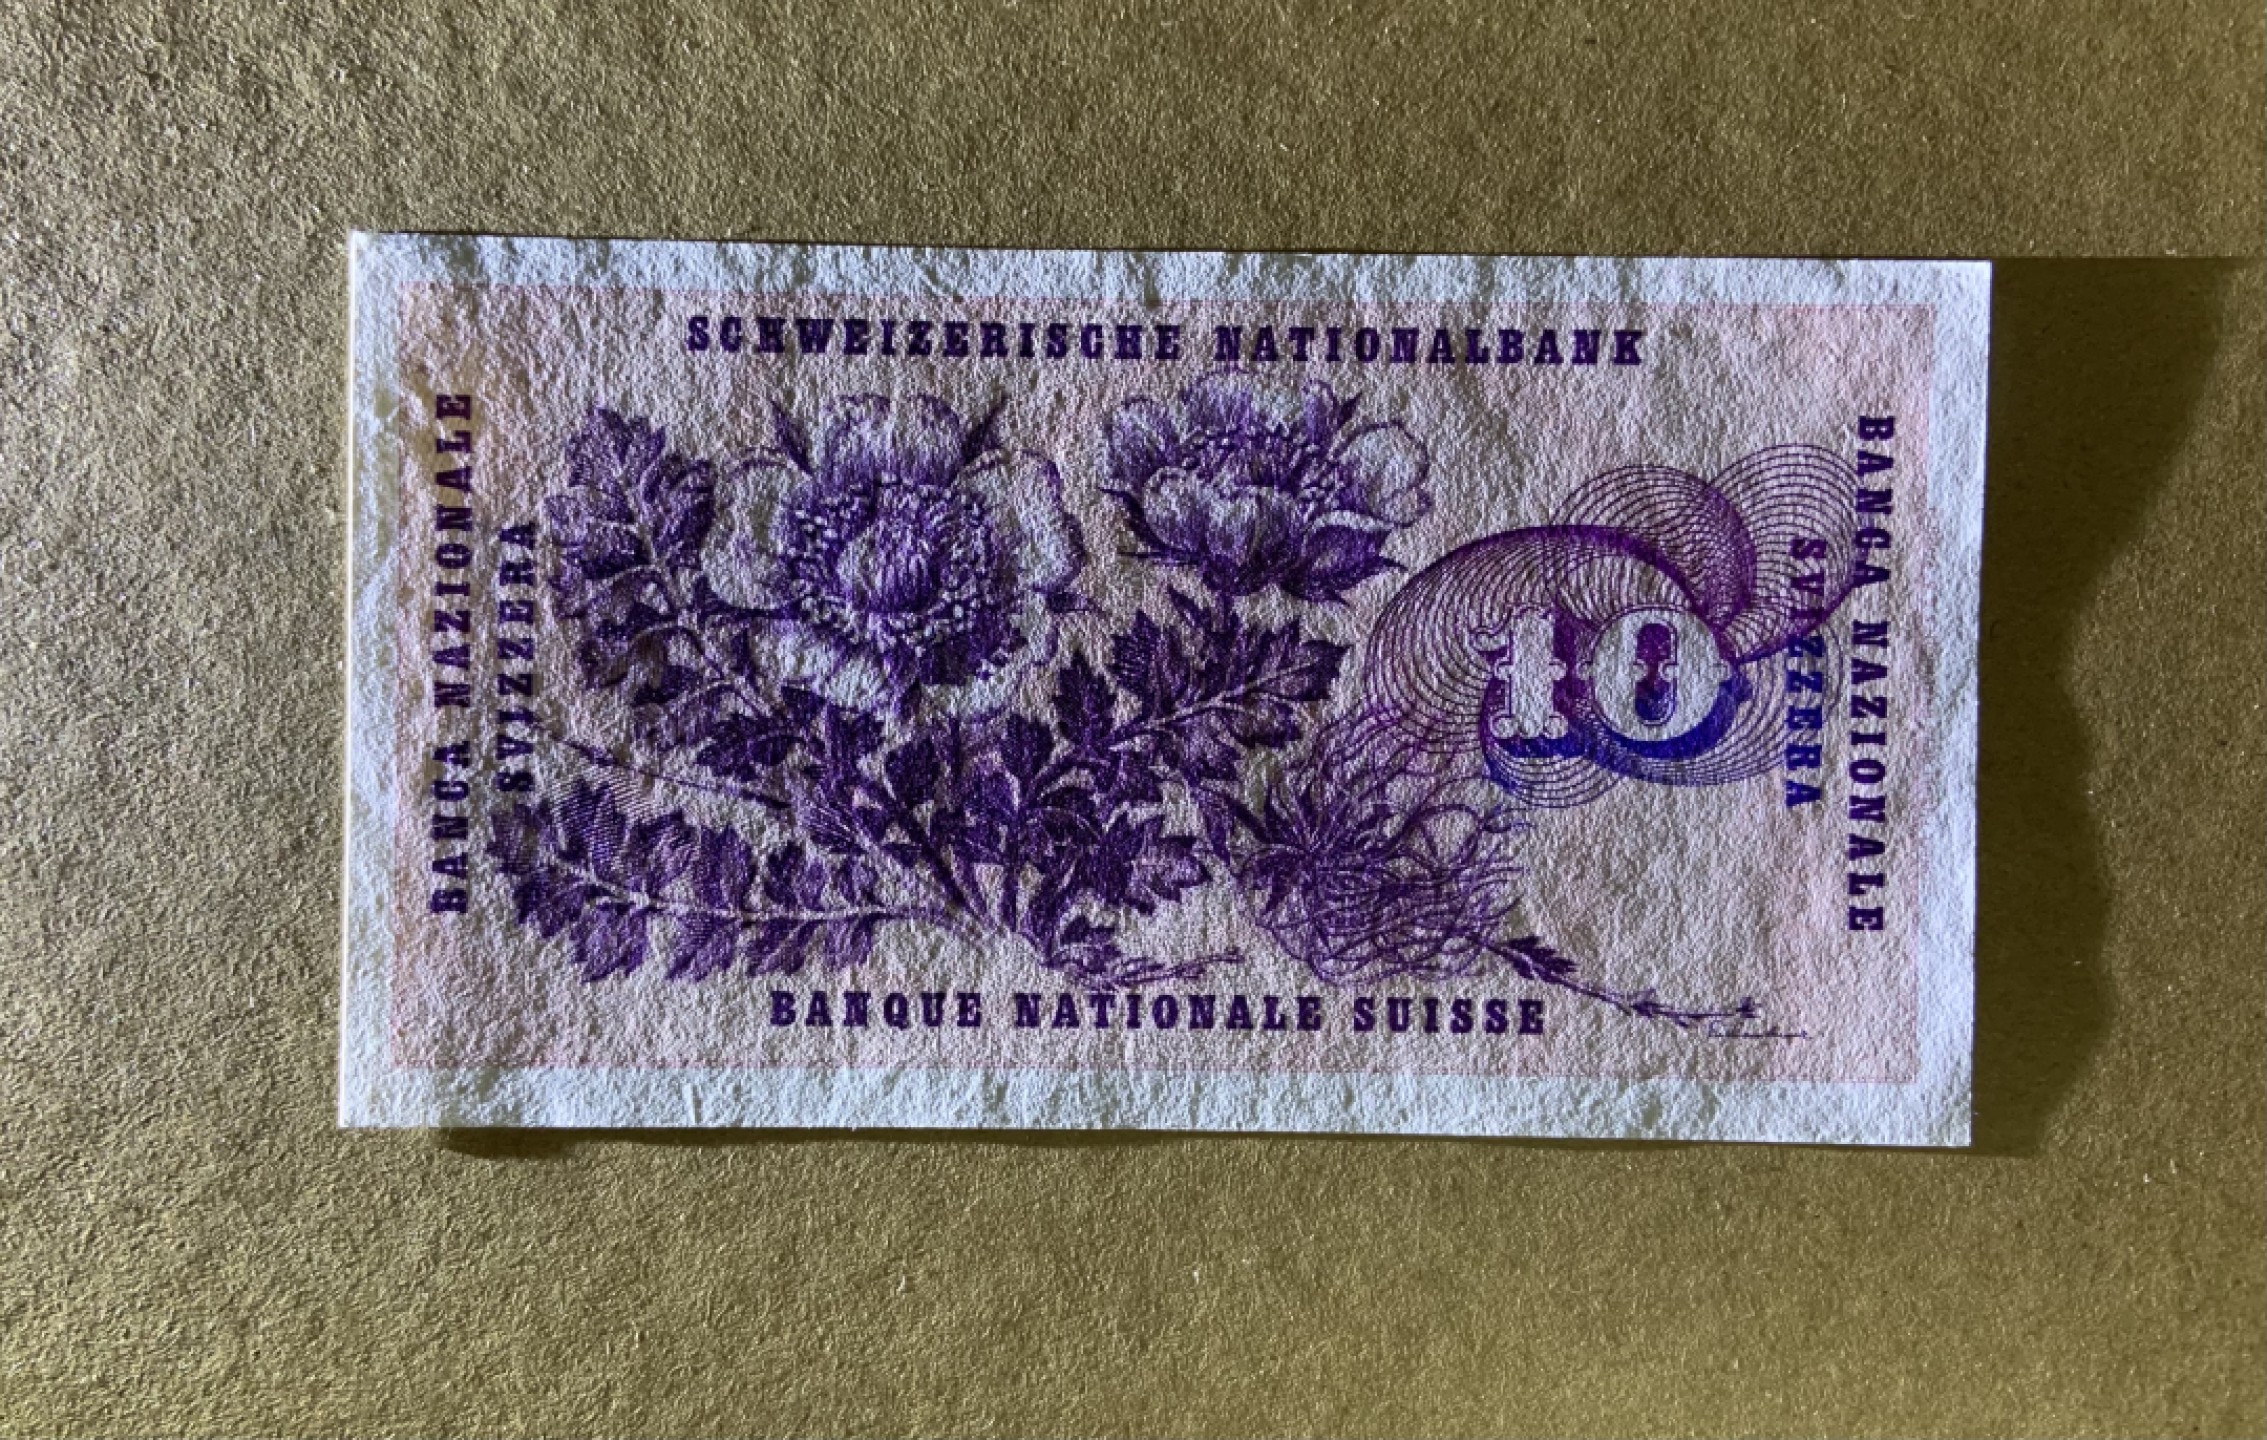 SCHWEIZERISCHE NATIONALBANK
BANCA NAZIONALE
SVIZZERA
10
BANCA NAZIONALE
SVIZZERA
BANQUE NATIONALE SUISSE